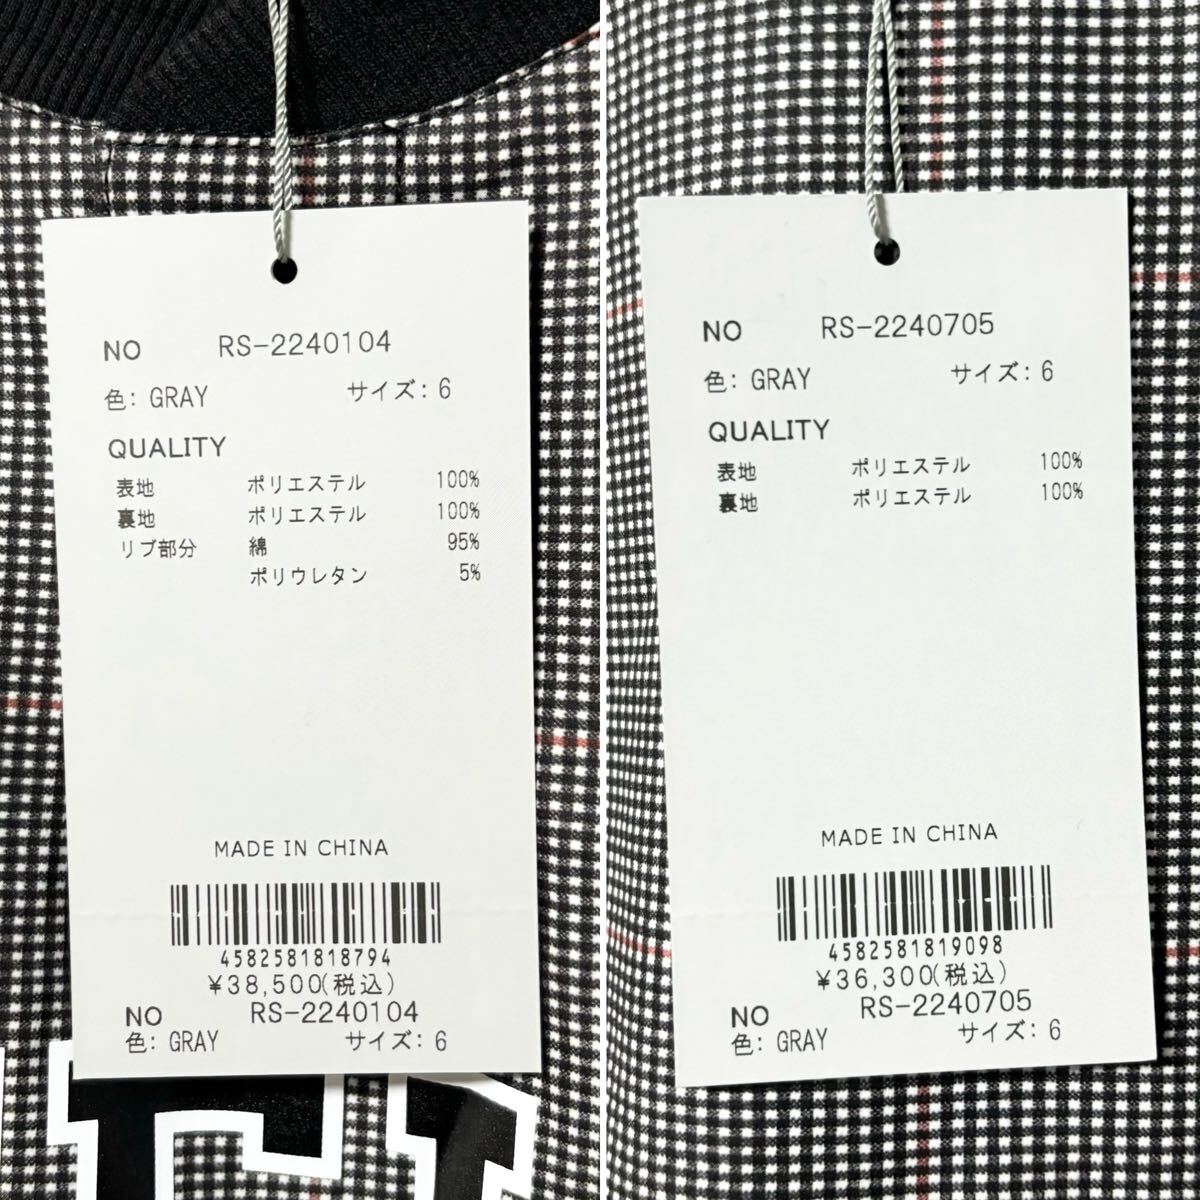 NO RS-2240104
色: GRAY サイズ: 6
QUALITY
表地 ポリエステル 100%
裏地 ポリエステル 100%
リブ部分 綿 95%
ポリウレタン 5%
MADE IN CHINA
4582581818794
¥38,500(税込)
NO RS-2240104
色: GRAY サイズ: 6
NO RS-2240705
色: GRAY サイズ: 6
QUALITY
表地 ポリエステル 100%
裏地 ポリエステル 100%
MADE IN CHINA
4582581819098
¥36,300(税込)
NO RS-2240705
色: GRAY サイズ: 6